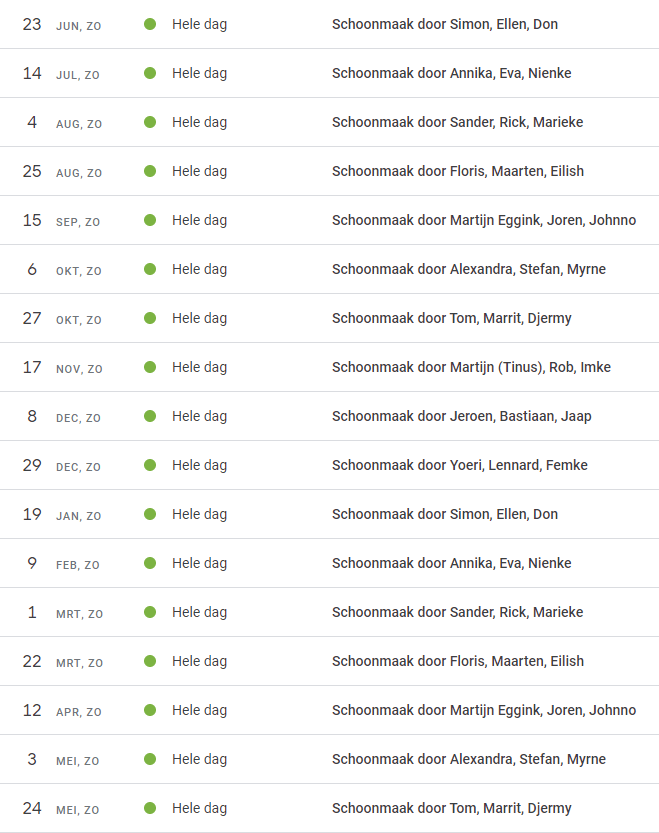 23 JUN, ZO Hele dag Schoonmaak door Simon, Ellen, Don
14 JUL, ZO Hele dag Schoonmaak door Annika, Eva, Nienke
4 AUG, ZO Hele dag Schoonmaak door Sander, Rick, Marieke
25 AUG, ZO Hele dag Schoonmaak door Floris, Maarten, Eilish
15 SEP, ZO Hele dag Schoonmaak door Martijn Eggink, Joren, Johnno
6 OKT, ZO Hele dag Schoonmaak door Alexandra, Stefan, Myrne
27 OKT, ZO Hele dag Schoonmaak door Tom, Marrit, Djermy
17 NOV, ZO Hele dag Schoonmaak door Martijn (Tinus), Rob, Imke
8 DEC, ZO Hele dag Schoonmaak door Jeroen, Bastiaan, Jaap
29 DEC, ZO Hele dag Schoonmaak door Yoeri, Lennard, Femke
19 JAN, ZO Hele dag Schoonmaak door Simon, Ellen, Don
9 FEB, ZO Hele dag Schoonmaak door Annika, Eva, Nienke
1 MRT, ZO Hele dag Schoonmaak door Sander, Rick, Marieke
22 MRT, ZO Hele dag Schoonmaak door Floris, Maarten, Eilish
12 APR, ZO Hele dag Schoonmaak door Martijn Eggink, Joren, Johnno
3 MEI, ZO Hele dag Schoonmaak door Alexandra, Stefan, Myrne
24 MEI, ZO Hele dag Schoonmaak door Tom, Marrit, Djermy